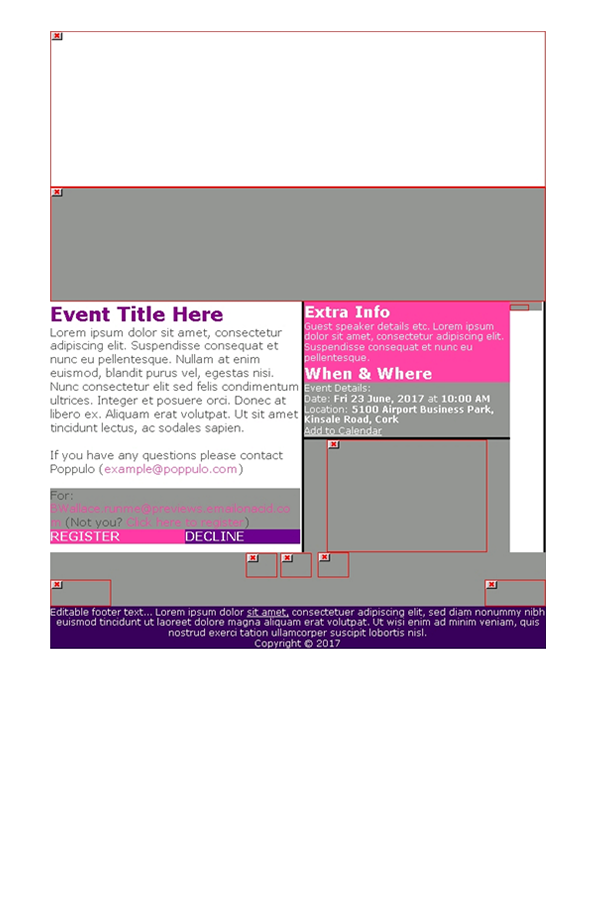 Event Title Here
Lorem ipsum dolor sit amet, consectetur
adipiscing elit. Suspendisse consequat et
nunc eu pellentesque. Nullam at enim
euismod, blandit purus vel, egestas nisi.
Nunc consectetur elit sed felis condimentum
ultrices. Integer et posuere orci. Donec at
libero ex. Aliquam erat volutpat. Ut sit amet
tincidunt lectus, ac sodales sapien.
If you have any questions please contact
Poppulo (example@poppulo.com)
For:
BWallace.runme@previews.emailonacid.co
m (Not you? Click here to register)
REGISTER
DECLINE
Extra Info
Guest speaker details etc. Lorem ipsum
dolor sit amet, consectetur adipiscing elit.
Suspendisse consequat et nunc eu
pellentesque.
When & Where
Event Details:
Date: Fri 23 June, 2017 at 10:00 AM
Location: 5100 Airport Business Park,
Kinsale Road, Cork
Add to Calendar
Editable footer text... Lorem ipsum dolor sit amet, consectetuer adipiscing elit, sed diam nonummy nibh
euismod tincidunt ut laoreet dolore magna aliquam erat volutpat. Ut wisi enim ad minim veniam, quis
nostrud exerci tation ullamcorper suscipit lobortis nisl.
Copyright © 2017